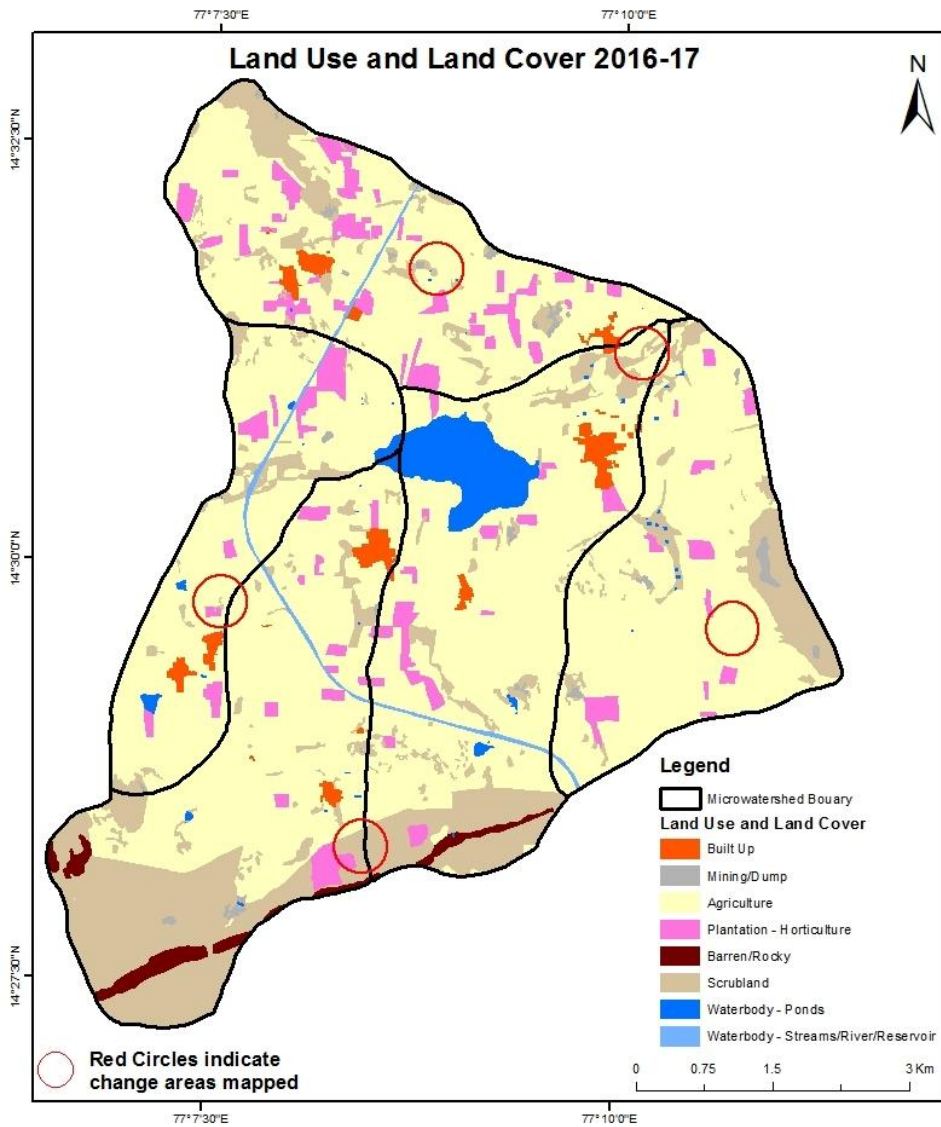 77°7'30"E
77°10'0"E
Land Use and Land Cover 2016-17
N
14°32'30"N
14°30'0"N
14°27'30"N
Legend
Microwatershed Bouary
Land Use and Land Cover
Built Up
Mining/Dump
Agriculture
Plantation - Horticulture
Barren/Rocky
Scrubland
Waterbody - Ponds
Waterbody - Streams/River/Reservoir
Red Circles indicate
change areas mapped
0 0.75 1.5 3 Km
77°7'30"E
77°10'0"E